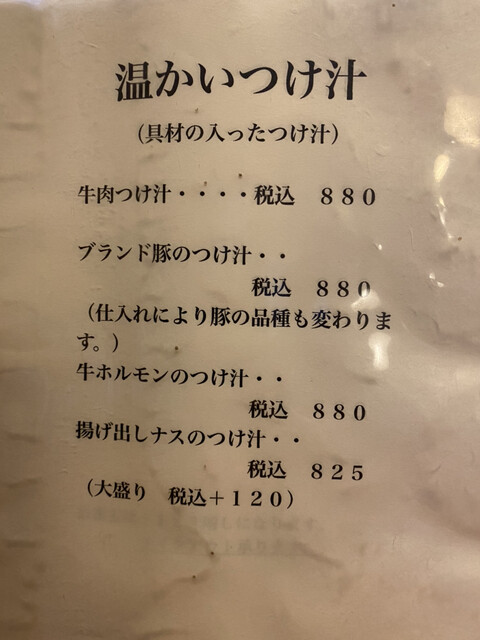 温かいつけ汁
（具材の入ったつけ汁）
牛肉つけ汁・・・・税込　８８０
ブランド豚のつけ汁・・
税込　８８０
（仕入れにより豚の品種も変わりま
す。）
牛ホルモンのつけ汁・・
税込　８８０
揚げ出しナスのつけ汁・・
税込　８２５
（大盛り　税込＋１２０）